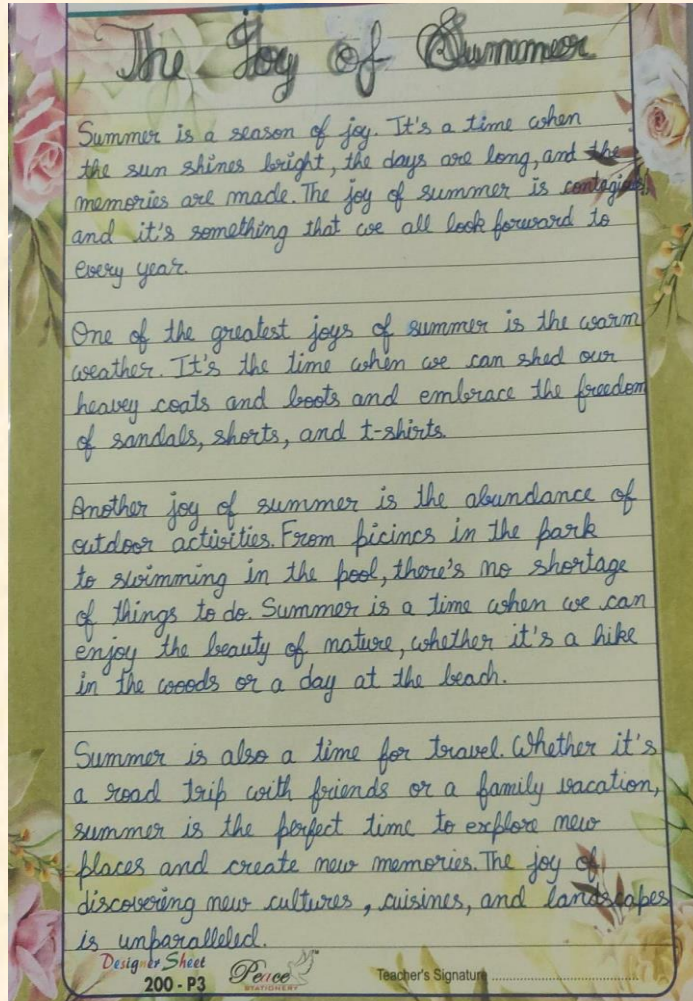 The Joy of Summer
Summer is a season of joy. It's a time when
the sun shines bright, the days are long, and the
memories are made. The joy of summer is contagious
and it's something that we all look forward to
every year.
One of the greatest joys of summer is the warm
weather. It's the time when we can shed our
heavey coats and boots and embrace the freedom
of sandals, shorts, and t-shirts.
Another joy of summer is the abundance of
outdoor activities. From picincs in the park
to swimming in the pool, there's no shortage
of things to do. Summer is a time when we can
enjoy the beauty of nature, whether it's a hike
in the woods or a day at the beach.
Summer is also a time for travel. Whether it's
a road trip with friends or a family vacation,
summer is the perfect time to explore new
places and create new memories. The joy of
discovering new cultures, cuisines, and landscapes
is unparalleled.
Designer Sheet
200 - P3
Peace™
STATIONERY
Teacher's Signature